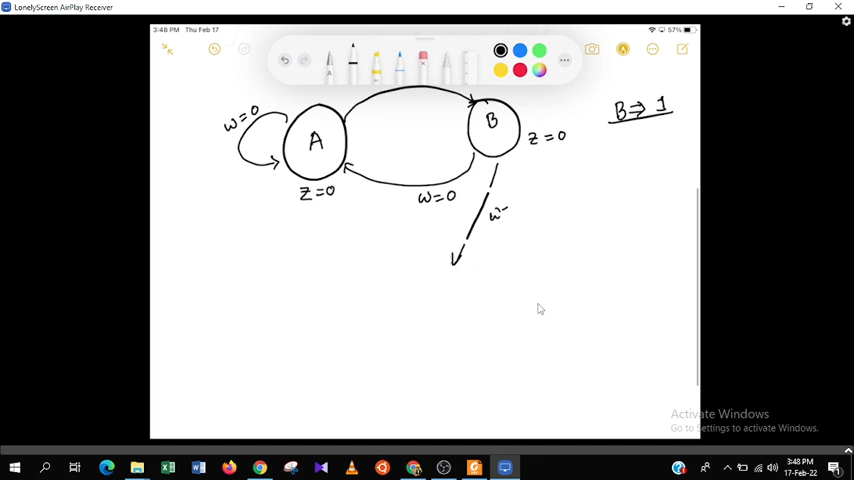 LonelyScreen AirPlay Receiver
3:48 PM Thu Feb 17
57%
A
w=0
A
Z=0
B
Z=0
B⇒ 1
w=0
w=
Activate Windows
Go to Settings to activate Windows.
3:48 PM
17-Feb-22